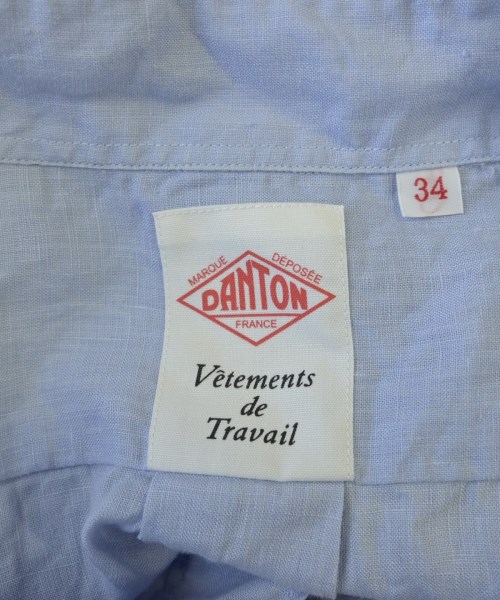 34
MARQUE DÉPOSÉE
DANTON
FRANCE
Vêtements
de
Travail